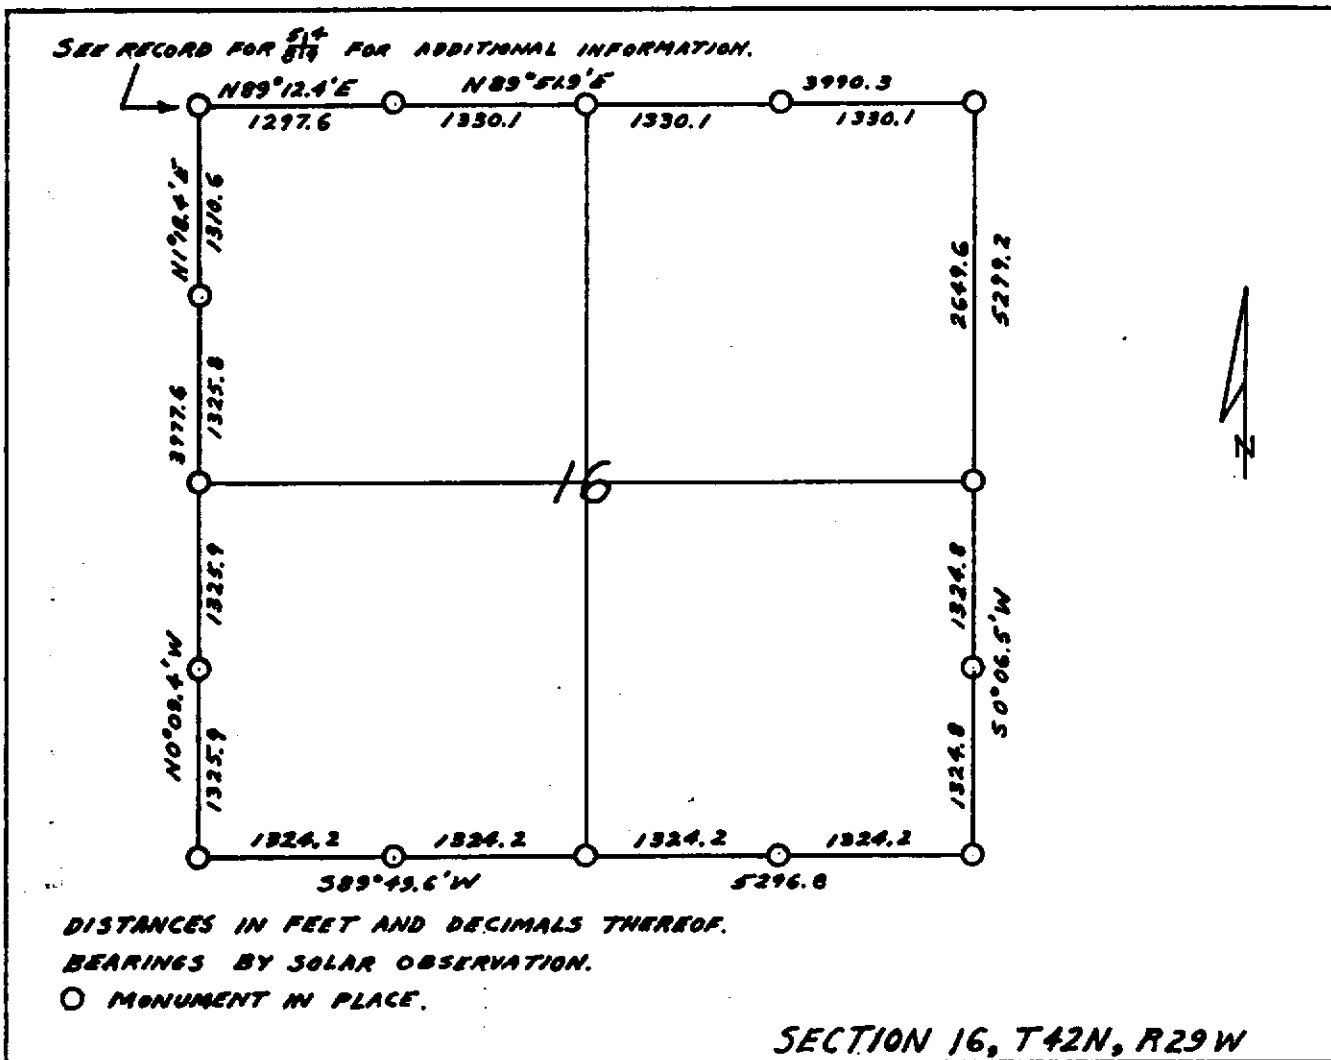 SEE RECORD FOR 5|4 8|9 FOR ADDITIONAL INFORMATION.
N89°12.4'E
N89°51.9'E
3990.3
1297.6
1330.1
1330.1
1330.1
N1°18.4'E
1310.6
2649.6
5299.2
3977.6
1325.8
16
N
1325.9
1324.8
N0°09.4'W
S0°06.5'W
1325.9
1324.8
1324.2
1324.2
1324.2
1324.2
S89°49.6'W
5296.8
DISTANCES IN FEET AND DECIMALS THEREOF.
BEARINGS BY SOLAR OBSERVATION.
MONUMENT IN PLACE.
SECTION 16, T42N, R29W